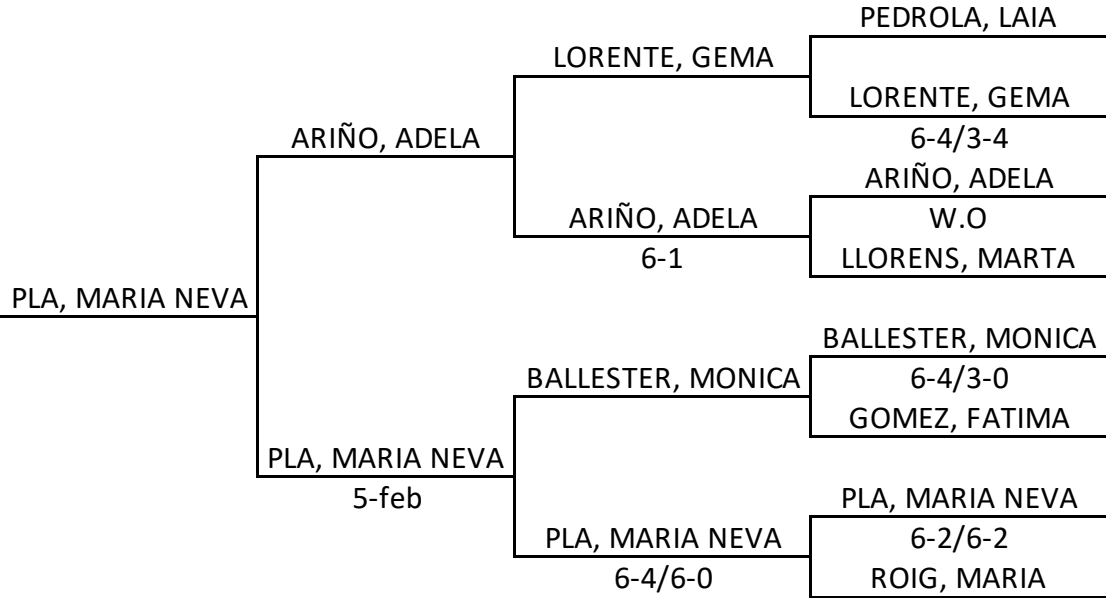 PEDROLA, LAIA
LORENTE, GEMA
LORENTE, GEMA
ARIÑO, ADELA
6-4/3-4
ARIÑO, ADELA
ARIÑO, ADELA
W.O
6-1
LLORENS, MARTA
PLA, MARIA NEVA
BALLESTER, MONICA
BALLESTER, MONICA
6-4/3-0
GOMEZ, FATIMA
PLA, MARIA NEVA
5-feb
PLA, MARIA NEVA
PLA, MARIA NEVA
6-2/6-2
6-4/6-0
ROIG, MARIA